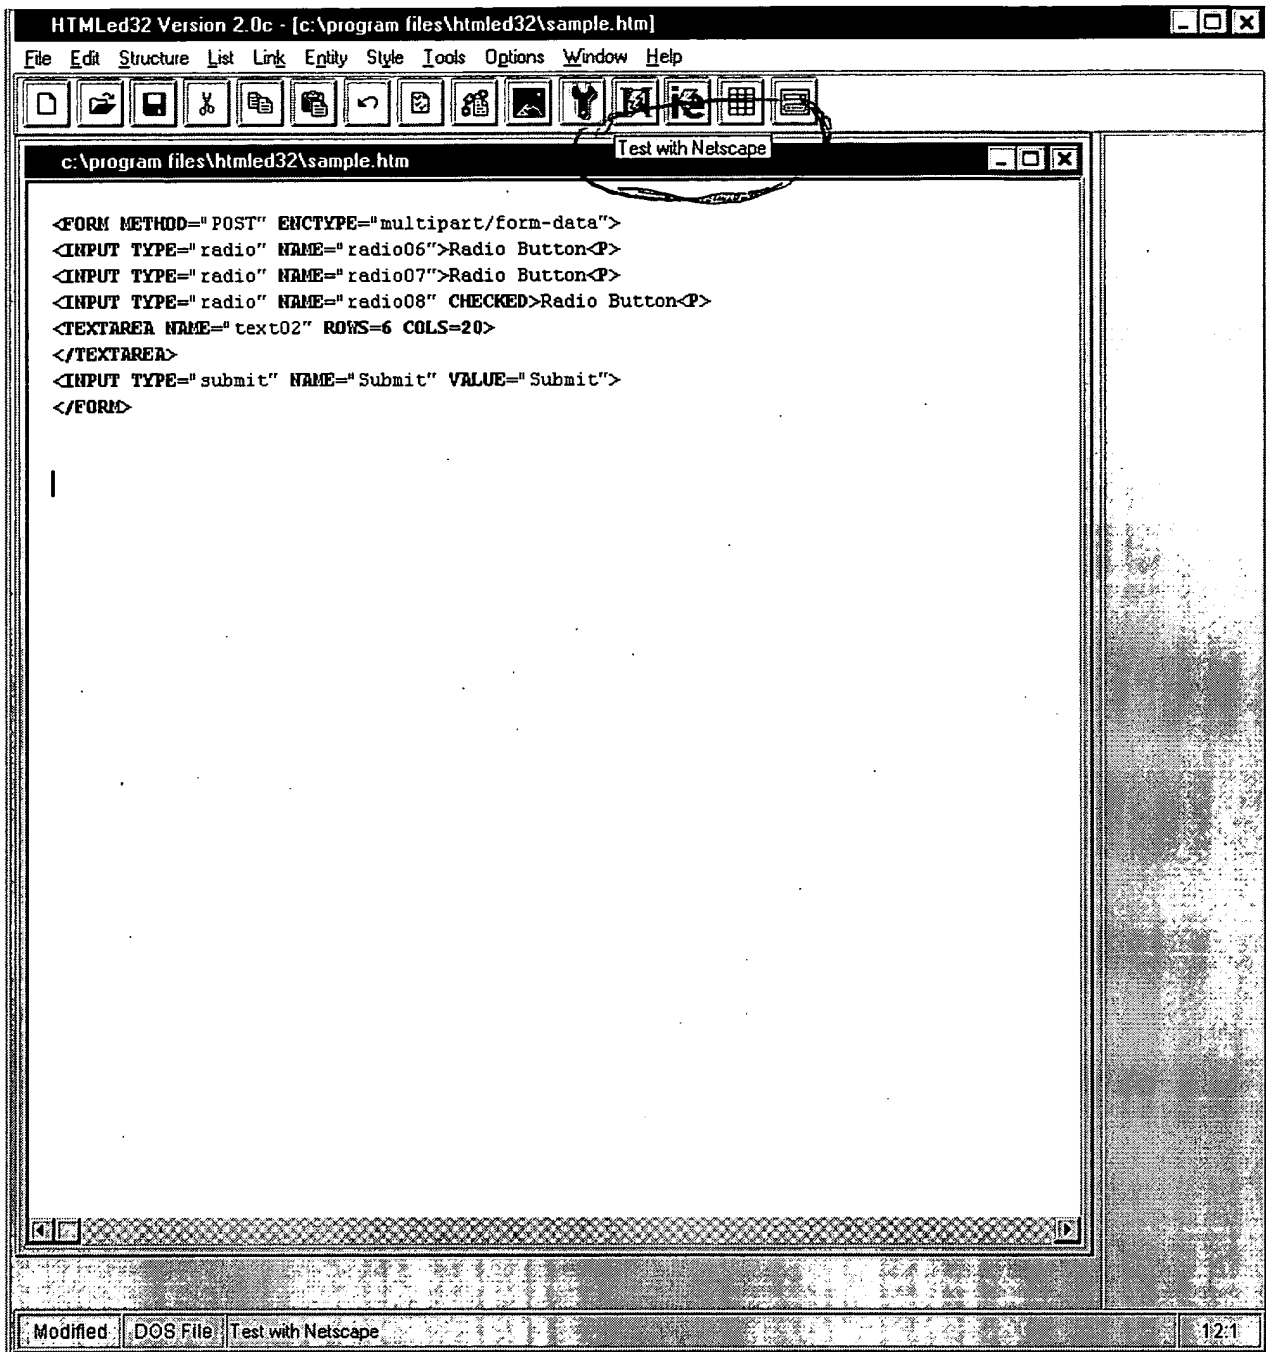 HTMLed32 Version 2.0c - [c:\program files\htmled32\sample.htm]
File Edit Structure List Link Entity Style Tools Options Window Help
ie
Test with Netscape
c:\program files\htmled32\sample.htm
<FORM METHOD="POST" ENCTYPE="multipart/form-data">
<INPUT TYPE="radio" NAME="radio06">Radio Button<P>
<INPUT TYPE="radio" NAME="radio07">Radio Button<P>
<INPUT TYPE="radio" NAME="radio08" CHECKED>Radio Button<P>
<TEXTAREA NAME="text02" ROWS=6 COLS=20>
</TEXTAREA>
<INPUT TYPE="submit" NAME="Submit" VALUE="Submit">
</FORM>
Modified DOS File Test with Netscape 12:1